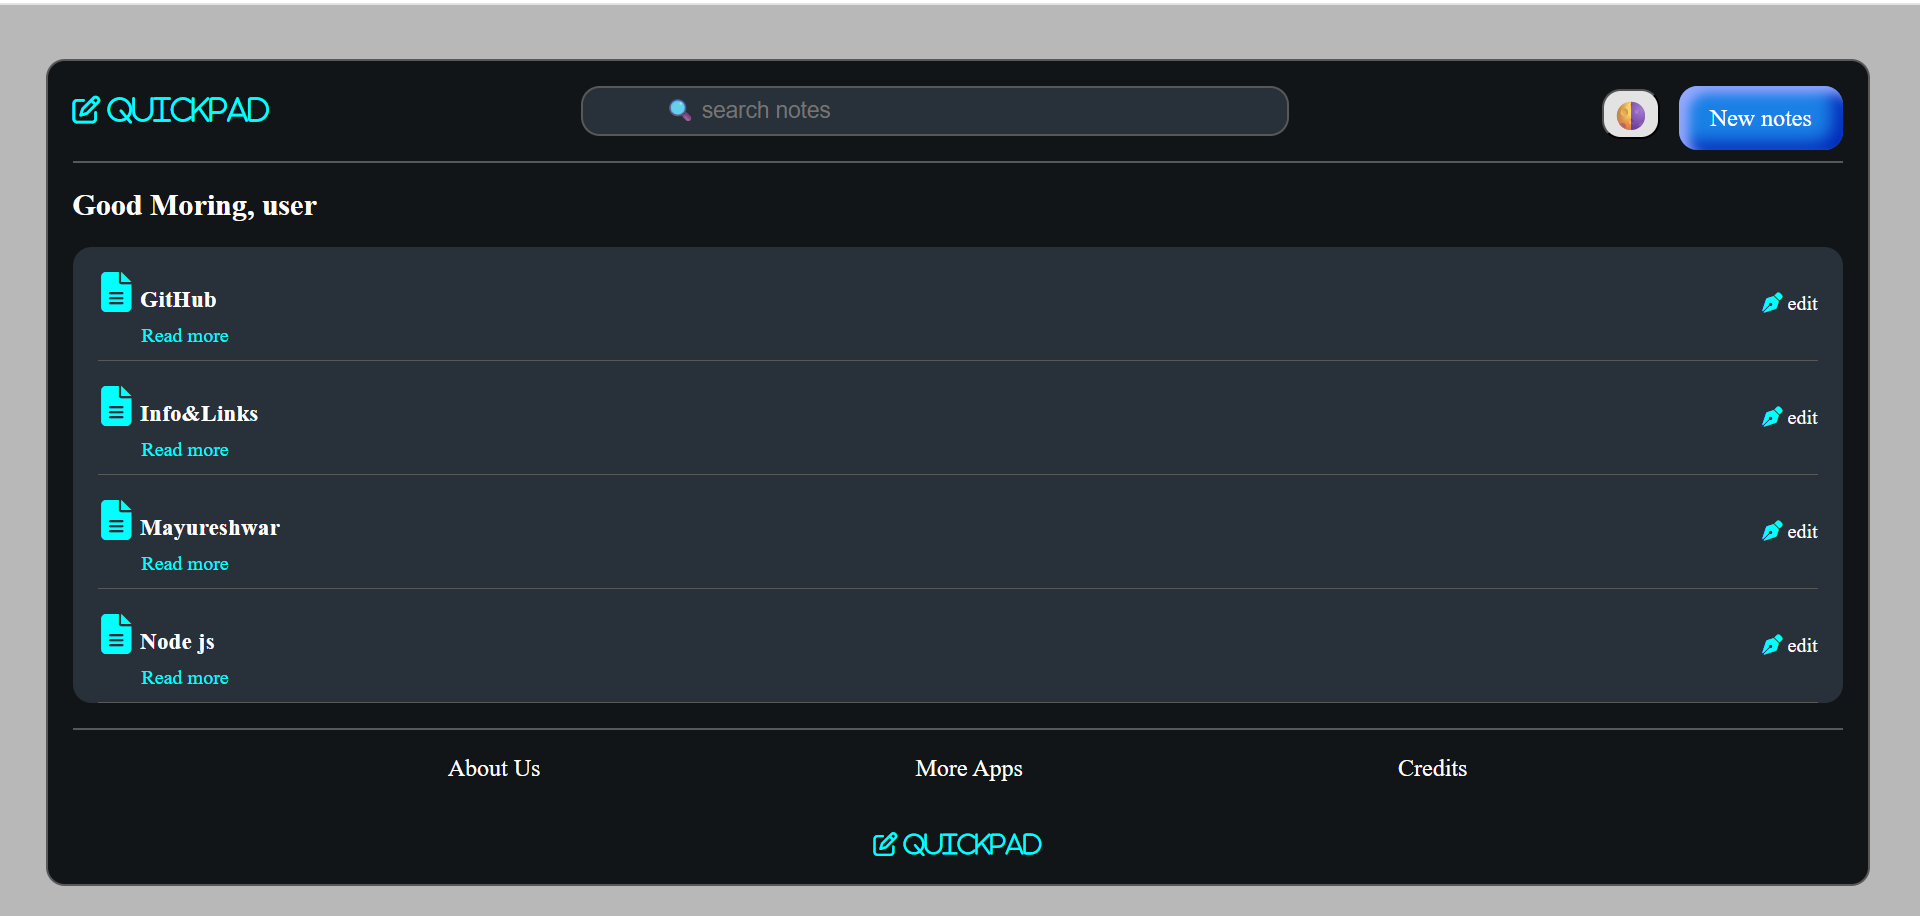 QUICKPAD
search notes
New notes
Good Moring, user
GitHub
edit
Read more
Info&Links
edit
Read more
Mayureshwar
edit
Read more
Node js
edit
Read more
About Us
More Apps
Credits
QUICKPAD